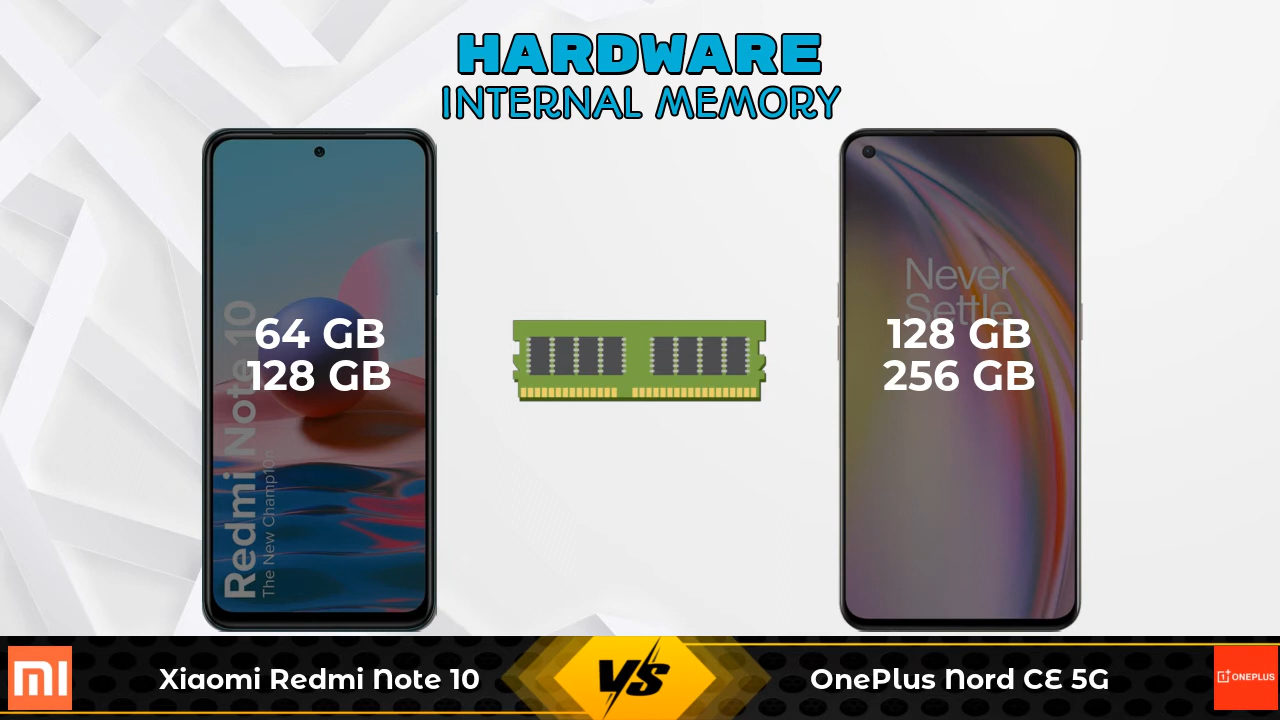 HARDWARE
INTERNAL MEMORY
Redmi Note 10
The New Champ10n
64 GB
128 GB
Never
Settle
128 GB
256 GB
Xiaomi Redmi Note 10
VS
OnePlus Nord CE 5G
ONEPLUS